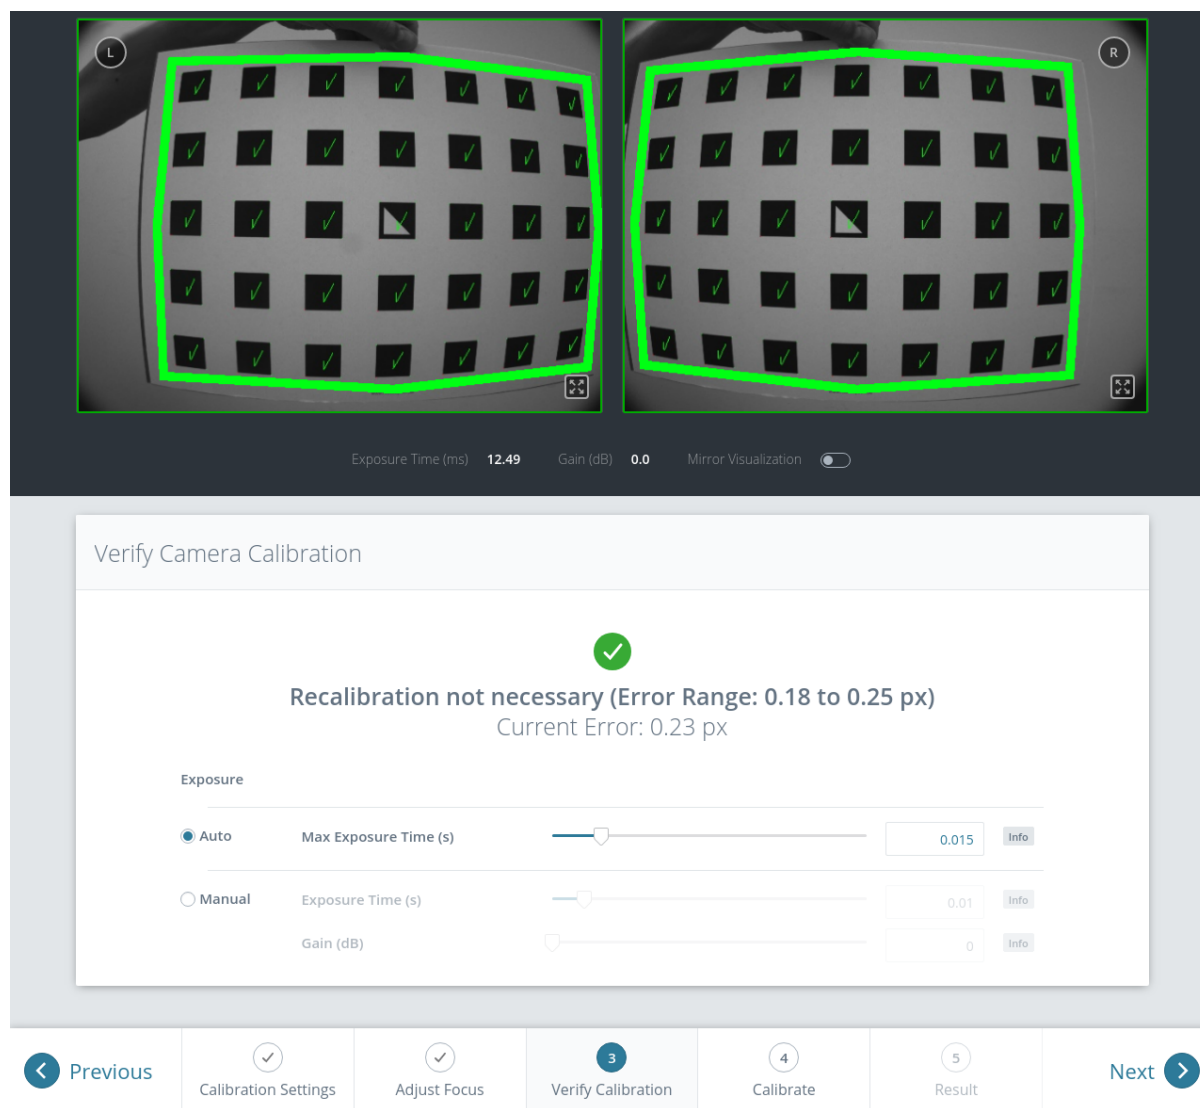 L
R
Exposure Time (ms) 12.49 Gain (dB) 0.0 Mirror Visualization
Verify Camera Calibration
Recalibration not necessary (Error Range: 0.18 to 0.25 px)
Current Error: 0.23 px
Exposure
Auto Max Exposure Time (s) 0.015 Info
Manual Exposure Time (s) 0.01 Info
Gain (dB) 0 Info
Previous
Calibration Settings
Adjust Focus
3
Verify Calibration
4
Calibrate
5
Result
Next